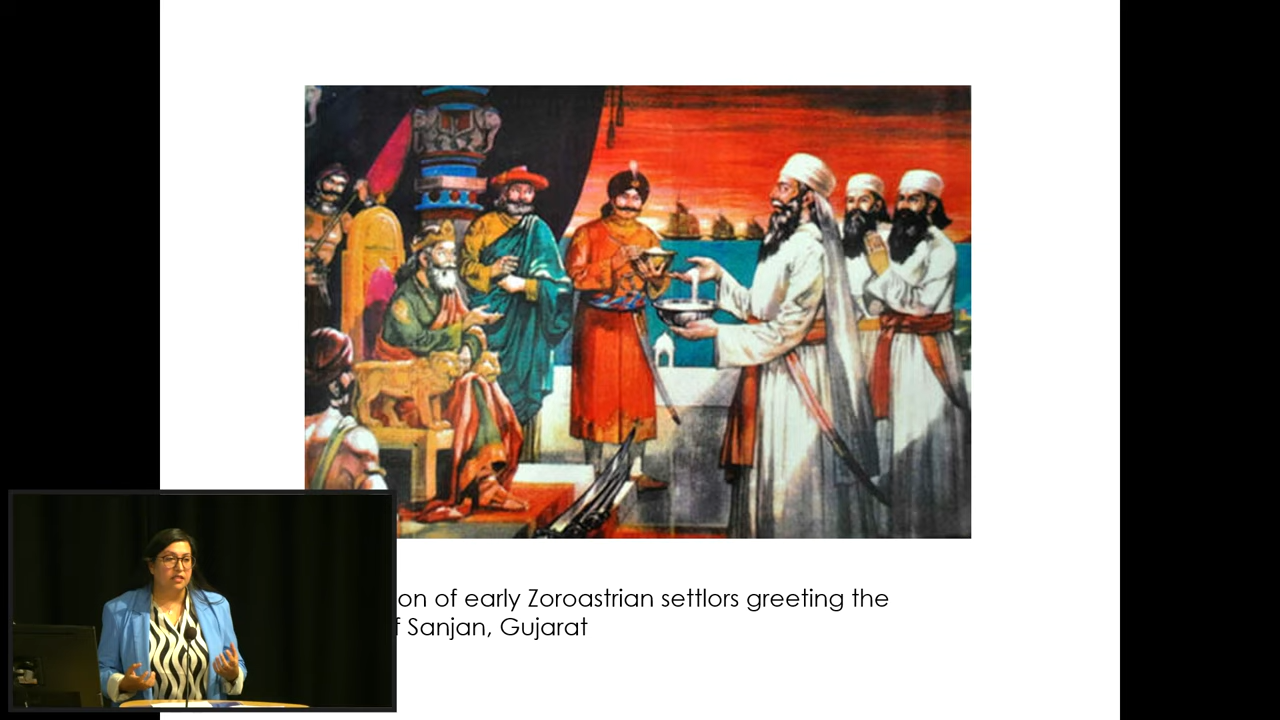 on of early Zoroastrian settlors greeting the
f Sanjan, Gujarat